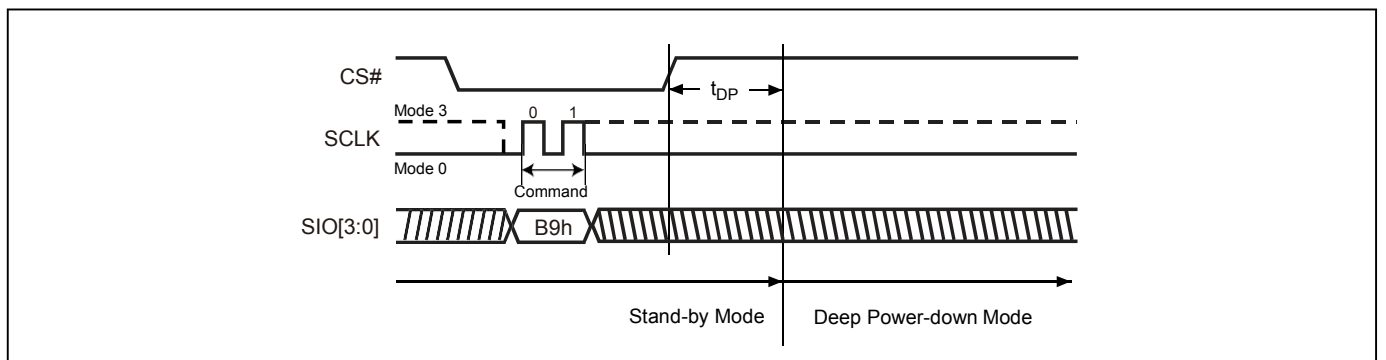 CS#
tDP
Mode 3
0 1
SCLK
Mode 0
Command
SIO[3:0]
B9h
Stand-by Mode
Deep Power-down Mode